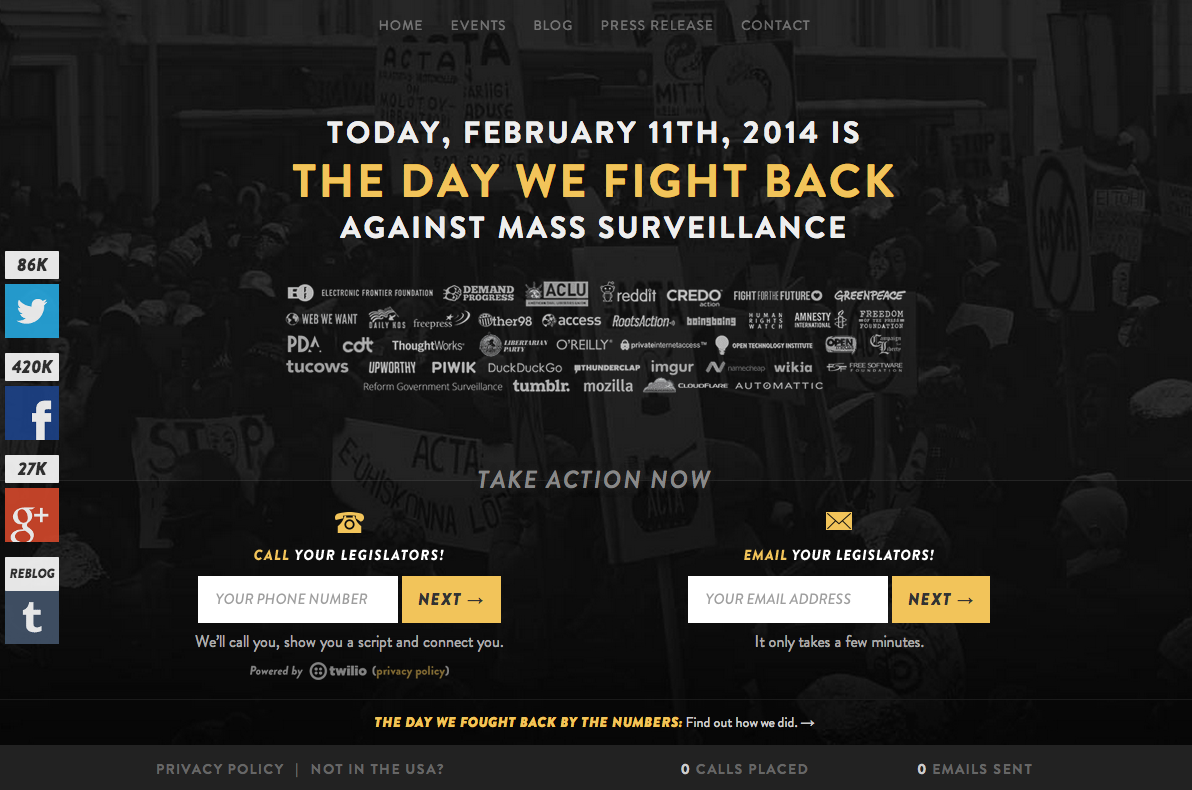 HOME EVENTS BLOG PRESS RELEASE CONTACT
TODAY, FEBRUARY 11TH, 2014 IS
THE DAY WE FIGHT BACK
AGAINST MASS SURVEILLANCE
ELECTRONIC FRONTIER FOUNDATION DEMAND PROGRESS ACLU reddit CREDO action FIGHT FOR THE FUTURE GREENPEACE
WEB WE WANT DAILY KOS freepress other98 access RootsAction boingboing HUMAN RIGHTS WATCH AMNESTY INTERNATIONAL FREEDOM OF THE PRESS FOUNDATION
PDA cdt ThoughtWorks LIBERTARIAN PARTY O'REILLY privateinternetaccess OPEN TECHNOLOGY INSTITUTE OPEN Campaign for Liberty
tucows UPWORTHY PIWIK DuckDuckGo THUNDERCLAP imgur namecheap wikia FREE SOFTWARE FOUNDATION
Reform Government Surveillance tumblr. mozilla CLOUDFLARE AUTOMATTIC
86K
420K
27K
g+
REBLOG
t
TAKE ACTION NOW
CALL YOUR LEGISLATORS!
YOUR PHONE NUMBER NEXT →
We'll call you, show you a script and connect you.
Powered by twilio (privacy policy)
EMAIL YOUR LEGISLATORS!
YOUR EMAIL ADDRESS NEXT →
It only takes a few minutes.
THE DAY WE FOUGHT BACK BY THE NUMBERS: Find out how we did. →
PRIVACY POLICY | NOT IN THE USA? 0 CALLS PLACED 0 EMAILS SENT
STOP
ACTA
E-ÜHISKONNA
ACTA
ACTA
MITT